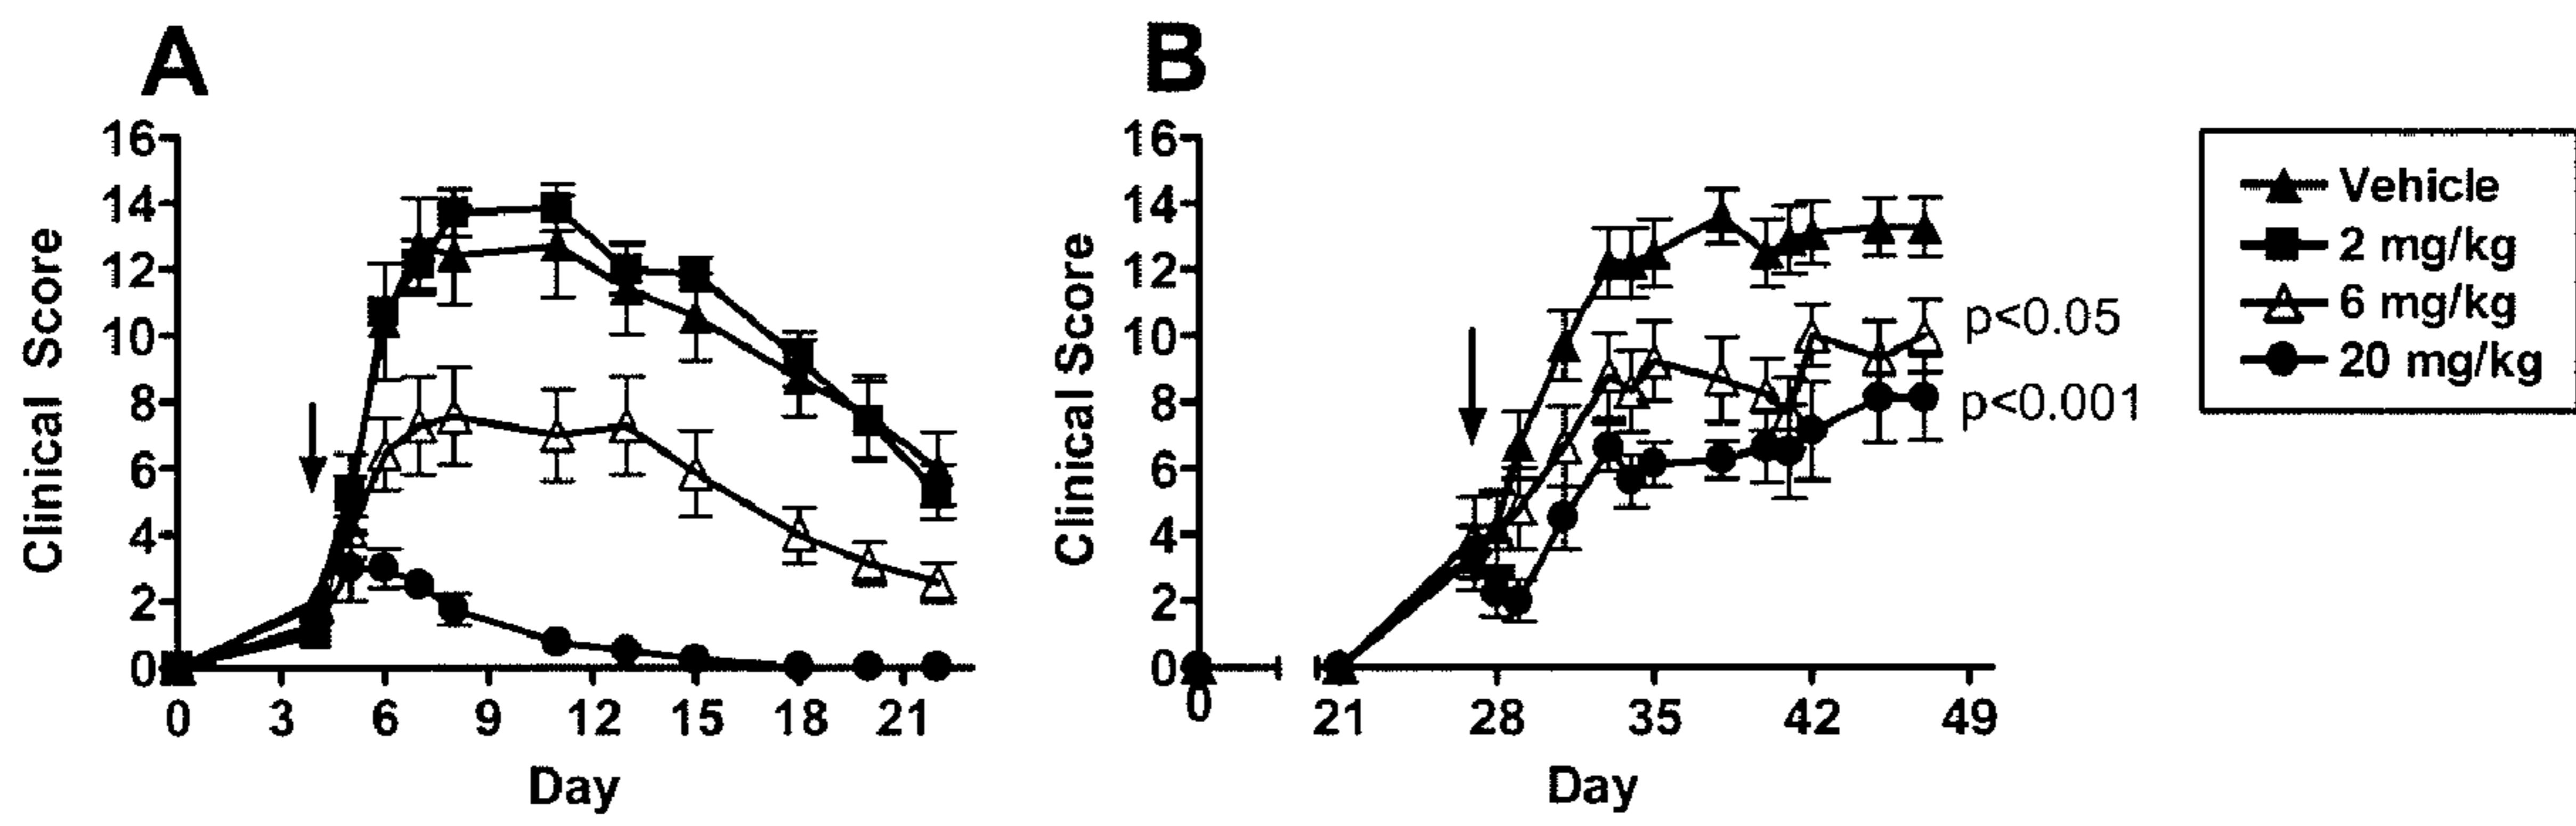 A
16
14
12
10
8
6
4
2
0
Clinical Score
0 3 6 9 12 15 18 21
Day
B
16
14
12
10
8
6
4
2
0
Clinical Score
0 21 28 35 42 49
Day
p<0.05
p<0.001
Vehicle
2 mg/kg
6 mg/kg
20 mg/kg